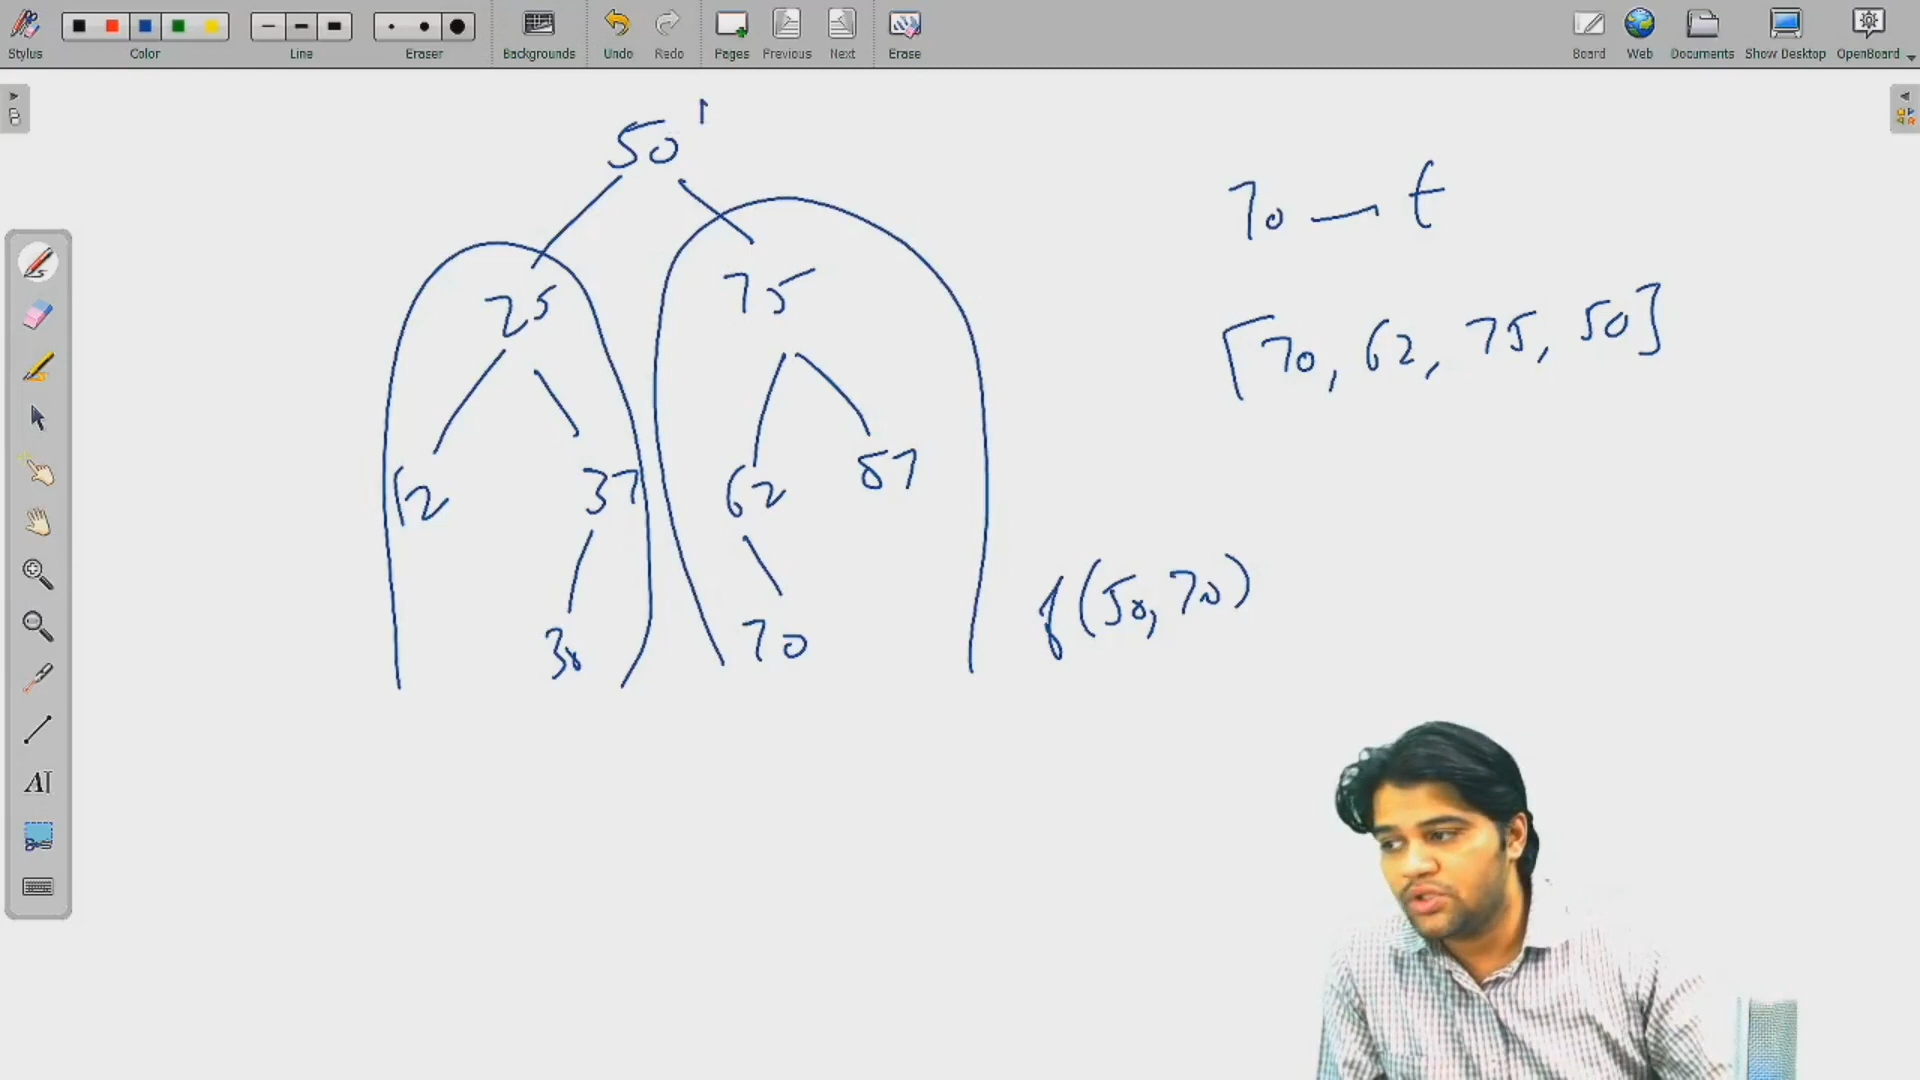 Stylus
Color
Line
Eraser
Backgrounds
Undo
Redo
Pages
Previous
Next
Erase
Board
Web
Documents
Show Desktop
OpenBoard
50
25
75
12
37
62
87
30
70
70 — t
[70, 62, 75, 50]
f(50, 70)
AI